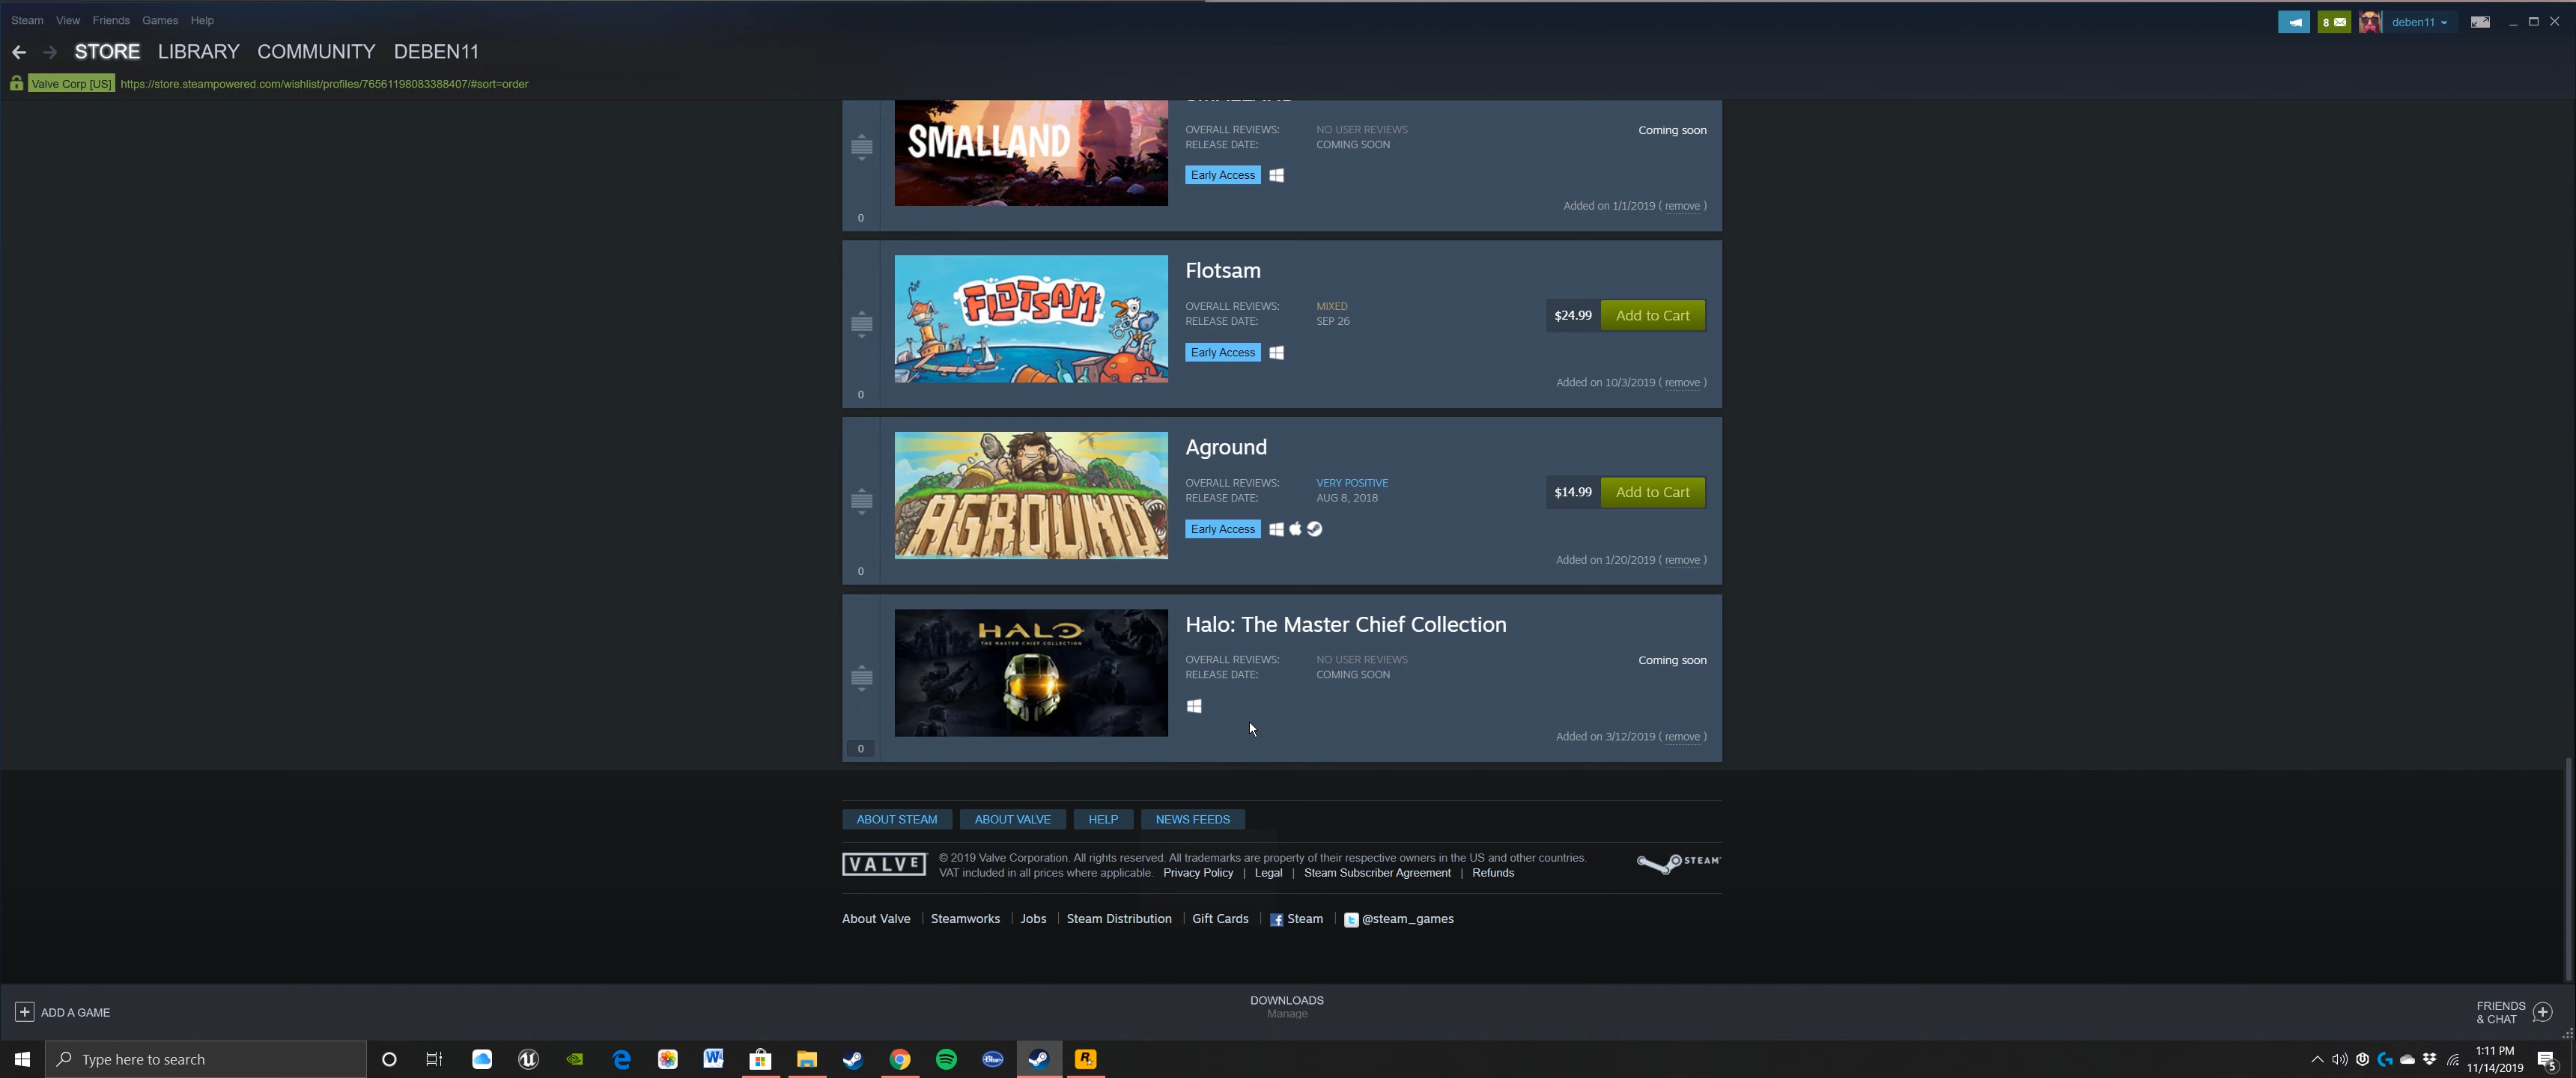 Steam View Friends Games Help
8 deben11
STORE LIBRARY COMMUNITY DEBEN11
Valve Corp [US] https://store.steampowered.com/wishlist/profiles/76561198083388407/#sort=order
SMALLAND
OVERALL REVIEWS: NO USER REVIEWS
RELEASE DATE: COMING SOON
Coming soon
Early Access
Added on 1/1/2019 ( remove )
0
FLOTSAM
Flotsam
OVERALL REVIEWS: MIXED
RELEASE DATE: SEP 26
$24.99 Add to Cart
Early Access
Added on 10/3/2019 ( remove )
0
AGROUND
Aground
OVERALL REVIEWS: VERY POSITIVE
RELEASE DATE: AUG 8, 2018
$14.99 Add to Cart
Early Access
Added on 1/20/2019 ( remove )
0
HALO
THE MASTER CHIEF COLLECTION
Halo: The Master Chief Collection
OVERALL REVIEWS: NO USER REVIEWS
RELEASE DATE: COMING SOON
Coming soon
Added on 3/12/2019 ( remove )
0
ABOUT STEAM ABOUT VALVE HELP NEWS FEEDS
VALVE
© 2019 Valve Corporation. All rights reserved. All trademarks are property of their respective owners in the US and other countries.
VAT included in all prices where applicable. Privacy Policy | Legal | Steam Subscriber Agreement | Refunds
STEAM
About Valve | Steamworks | Jobs | Steam Distribution | Gift Cards | Steam | @steam_games
ADD A GAME
DOWNLOADS
Manage
FRIENDS
& CHAT
Type here to search
1:11 PM
11/14/2019
5